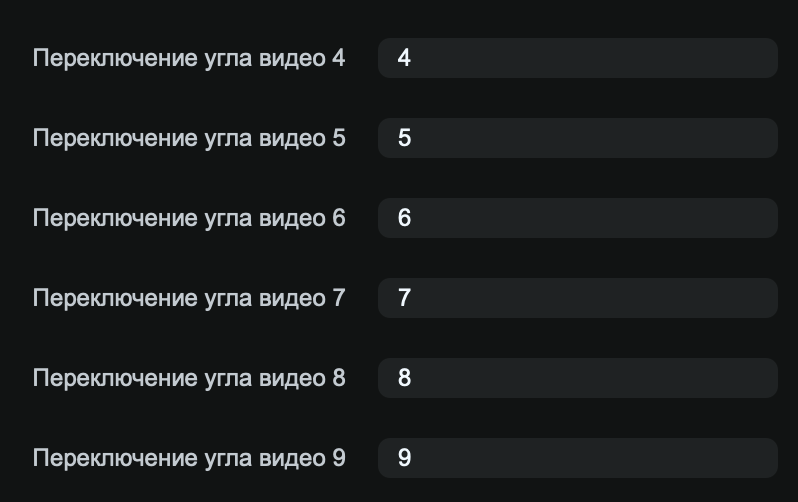 Переключение угла видео 4 4
Переключение угла видео 5 5
Переключение угла видео 6 6
Переключение угла видео 7 7
Переключение угла видео 8 8
Переключение угла видео 9 9